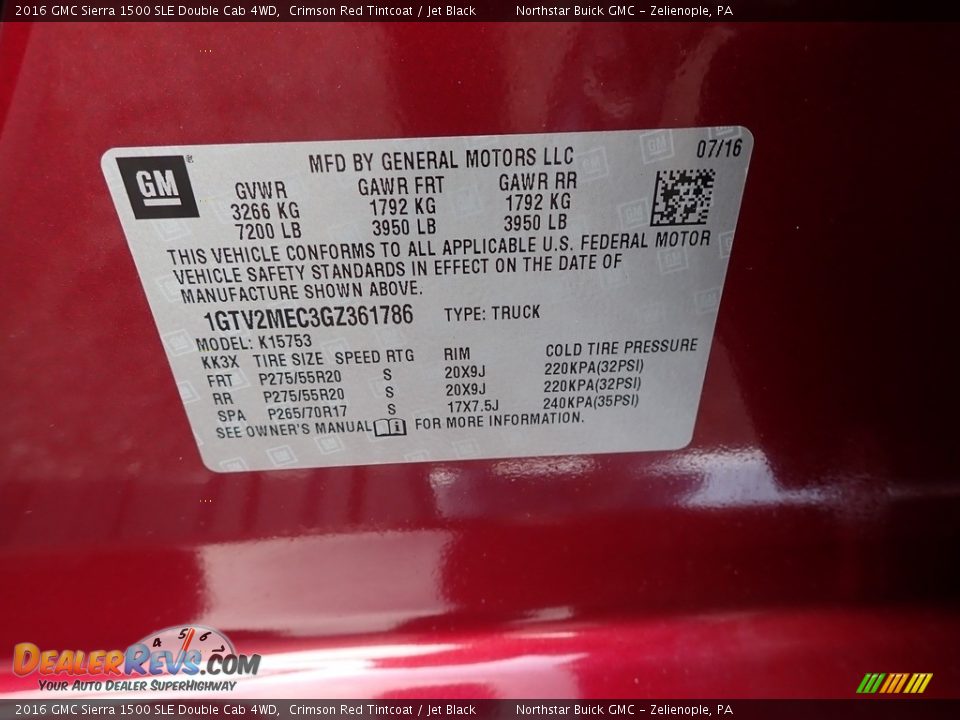 2016 GMC Sierra 1500 SLE Double Cab 4WD, Crimson Red Tintcoat / Jet Black Northstar Buick GMC - Zelienople, PA
GM
MFD BY GENERAL MOTORS LLC 07/16
GVWR GAWR FRT GAWR RR
3266 KG 1792 KG 1792 KG
7200 LB 3950 LB 3950 LB
THIS VEHICLE CONFORMS TO ALL APPLICABLE U.S. FEDERAL MOTOR
VEHICLE SAFETY STANDARDS IN EFFECT ON THE DATE OF
MANUFACTURE SHOWN ABOVE.
1GTV2MEC3GZ361786 TYPE: TRUCK
MODEL: K15753
KK3X TIRE SIZE SPEED RTG RIM COLD TIRE PRESSURE
FRT P275/55R20 S 20X9J 220KPA(32PSI)
RR P275/55R20 S 20X9J 220KPA(32PSI)
SPA P265/70R17 S 17X7.5J 240KPA(35PSI)
SEE OWNER'S MANUAL FOR MORE INFORMATION.
4 5 6
DEALERREVS.COM
YOUR AUTO DEALER SUPERHIGHWAY
2016 GMC Sierra 1500 SLE Double Cab 4WD, Crimson Red Tintcoat / Jet Black Northstar Buick GMC - Zelienople, PA